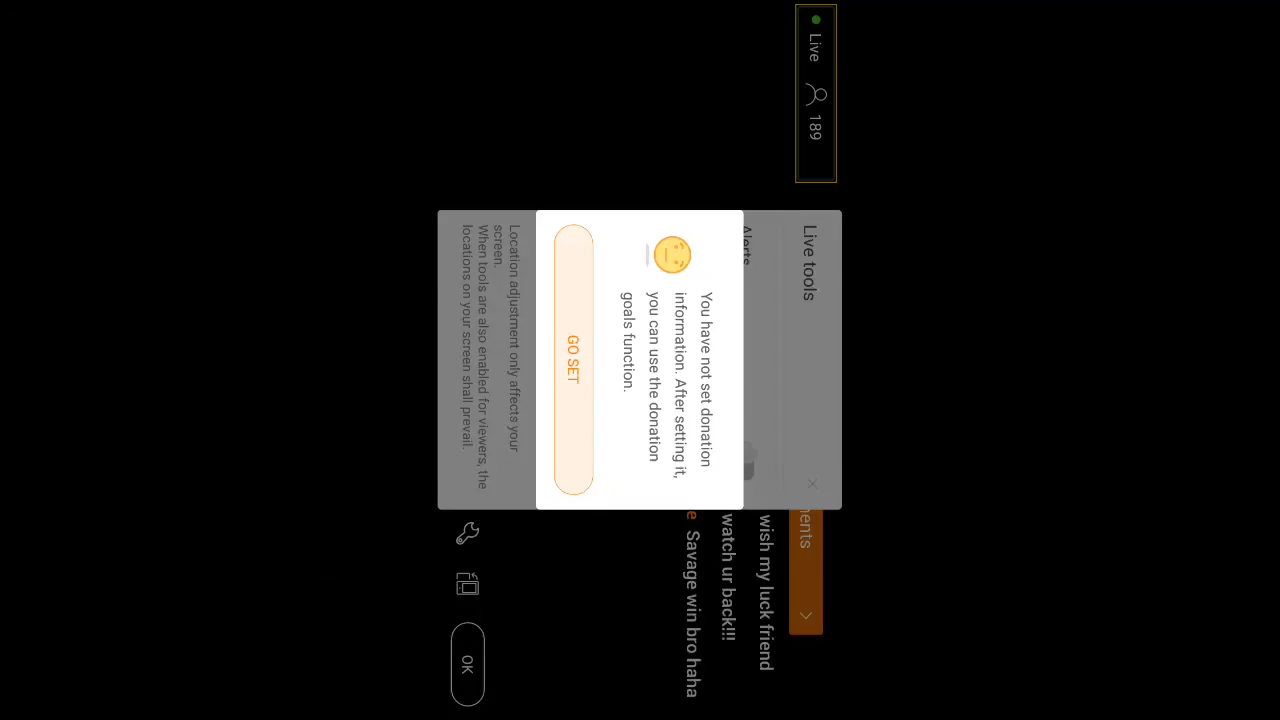 Live 189
Live tools
Alerts
You have not set donation
information. After setting it,
you can use the donation
goals function.
GO SET
Location adjustment only affects your
screen.
When tools are also enabled for viewers, the
locations on your screen shall prevail.
wish my luck friend
watch ur back!!!
e Savage win bro haha
OK